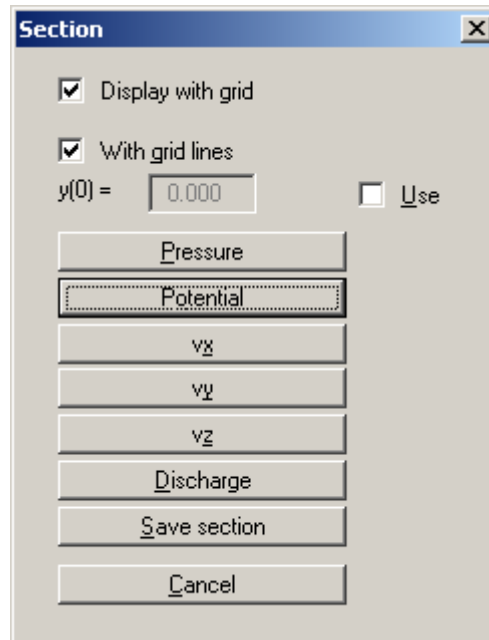 Section
Display with grid
With grid lines
y(0) = 0.000 Use
Pressure
Potential
vx
vy
vz
Discharge
Save section
Cancel